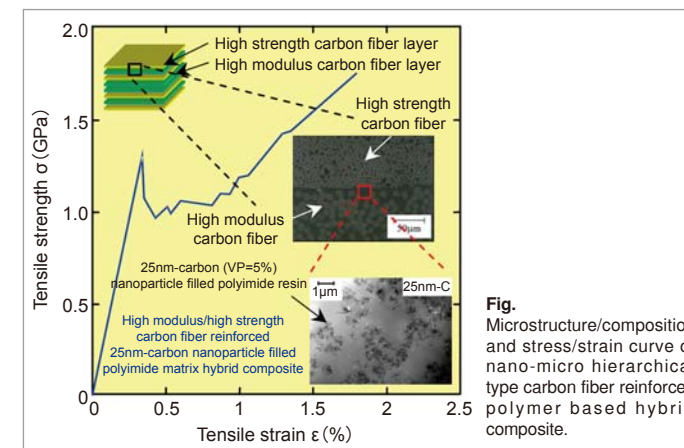 2.0
High strength carbon fiber layer
High modulus carbon fiber layer
High strength
carbon fiber
1.5
Tensile strength σ (GPa)
1.0
High modulus
carbon fiber
50μm
25nm-carbon (VP=5%)
nanoparticle filled polyimide resin
1μm
25nm-C
0.5
High modulus/high strength
carbon fiber reinforced
25nm-carbon nanoparticle filled
polyimide matrix hybrid composite
0
0
0.5
1
1.5
2
2.5
Tensile strain ε (%)
Fig.
Microstructure/compositio
and stress/strain curve o
nano-micro hierarchica
type carbon fiber reinforce
polymer based hybri
composite.